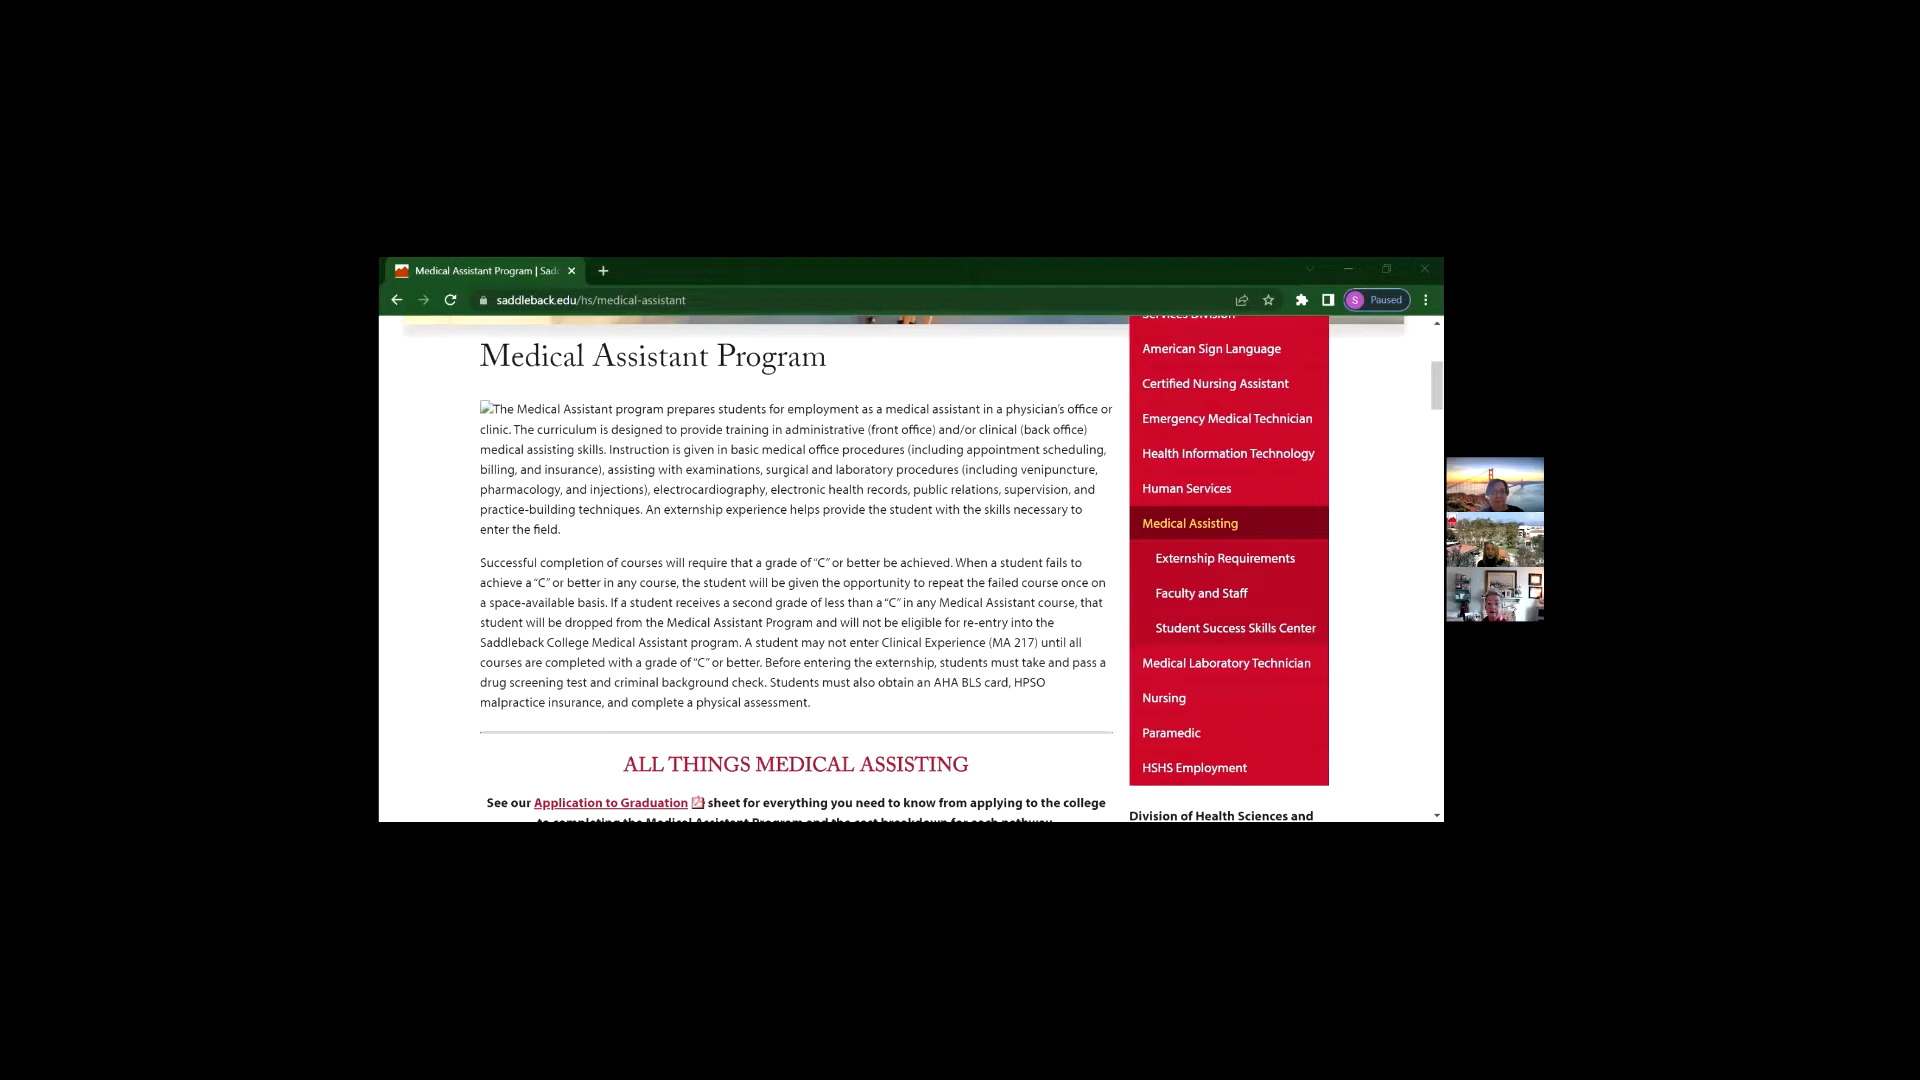 Medical Assistant Program | Sad
saddleback.edu/hs/medical-assistant
S
Paused
Medical Assistant Program
The Medical Assistant program prepares students for employment as a medical assistant in a physician's office or
clinic. The curriculum is designed to provide training in administrative (front office) and/or clinical (back office)
medical assisting skills. Instruction is given in basic medical office procedures (including appointment scheduling,
billing, and insurance), assisting with examinations, surgical and laboratory procedures (including venipuncture,
pharmacology, and injections), electrocardiography, electronic health records, public relations, supervision, and
practice-building techniques. An externship experience helps provide the student with the skills necessary to
enter the field.
Successful completion of courses will require that a grade of “C” or better be achieved. When a student fails to
achieve a “C” or better in any course, the student will be given the opportunity to repeat the failed course once on
a space-available basis. If a student receives a second grade of less than a “C” in any Medical Assistant course, that
student will be dropped from the Medical Assistant Program and will not be eligible for re-entry into the
Saddleback College Medical Assistant program. A student may not enter Clinical Experience (MA 217) until all
courses are completed with a grade of “C” or better. Before entering the externship, students must take and pass a
drug screening test and criminal background check. Students must also obtain an AHA BLS card, HPSO
malpractice insurance, and complete a physical assessment.
ALL THINGS MEDICAL ASSISTING
See our Application to Graduation sheet for everything you need to know from applying to the college
to completing the Medical Assistant Program and the cost breakdown for each pathway
Services Division
American Sign Language
Certified Nursing Assistant
Emergency Medical Technician
Health Information Technology
Human Services
Medical Assisting
Externship Requirements
Faculty and Staff
Student Success Skills Center
Medical Laboratory Technician
Nursing
Paramedic
HSHS Employment
Division of Health Sciences and